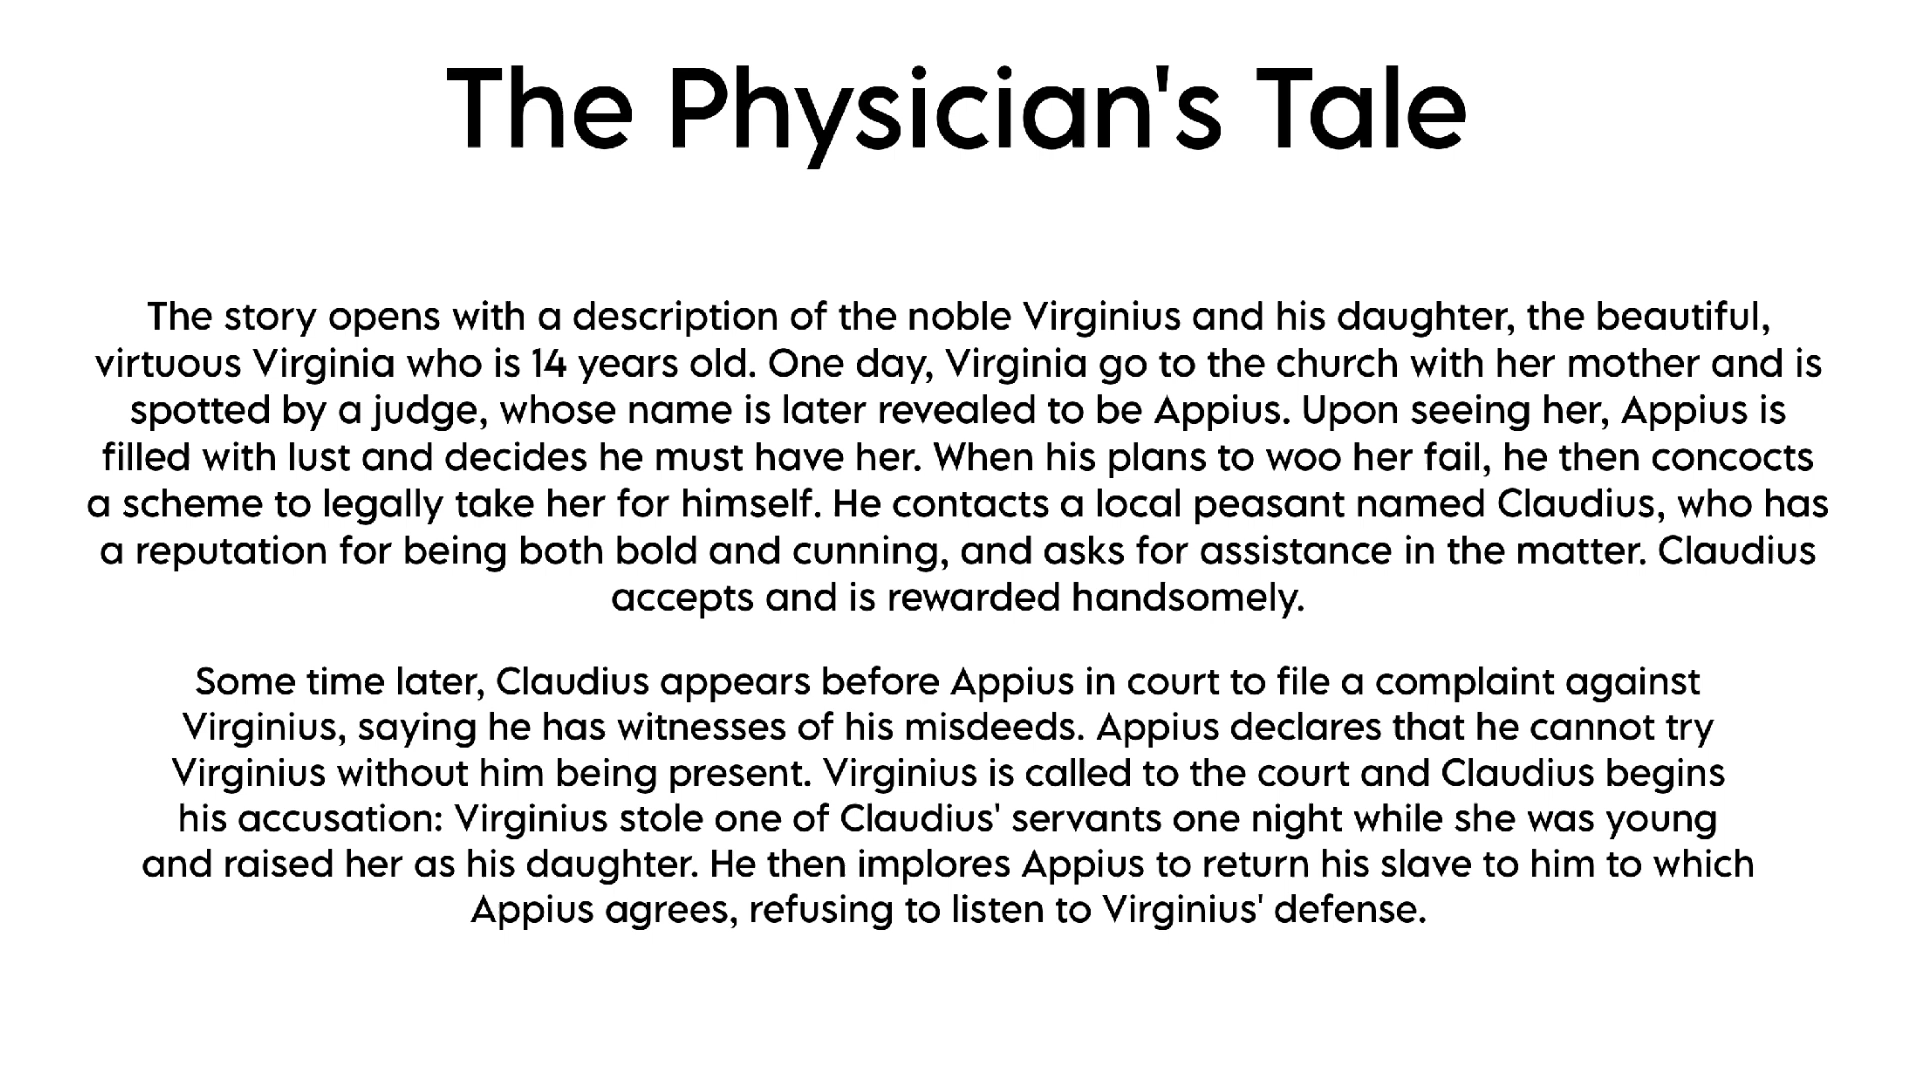 The Physician's Tale
The story opens with a description of the noble Virginius and his daughter, the beautiful,
virtuous Virginia who is 14 years old. One day, Virginia go to the church with her mother and is
spotted by a judge, whose name is later revealed to be Appius. Upon seeing her, Appius is
filled with lust and decides he must have her. When his plans to woo her fail, he then concocts
a scheme to legally take her for himself. He contacts a local peasant named Claudius, who has
a reputation for being both bold and cunning, and asks for assistance in the matter. Claudius
accepts and is rewarded handsomely.
Some time later, Claudius appears before Appius in court to file a complaint against
Virginius, saying he has witnesses of his misdeeds. Appius declares that he cannot try
Virginius without him being present. Virginius is called to the court and Claudius begins
his accusation: Virginius stole one of Claudius' servants one night while she was young
and raised her as his daughter. He then implores Appius to return his slave to him to which
Appius agrees, refusing to listen to Virginius' defense.